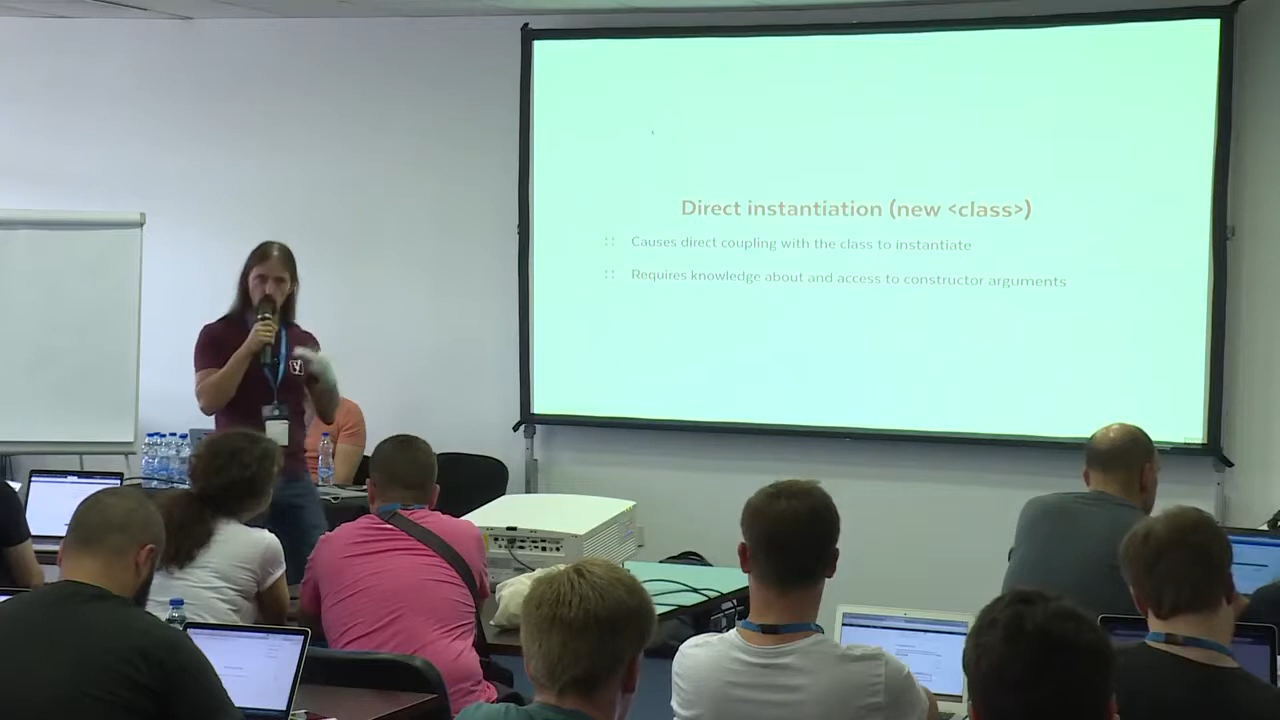 Direct instantiation (new <class>)
:: Causes direct coupling with the class to instantiate
:: Requires knowledge about and access to constructor arguments